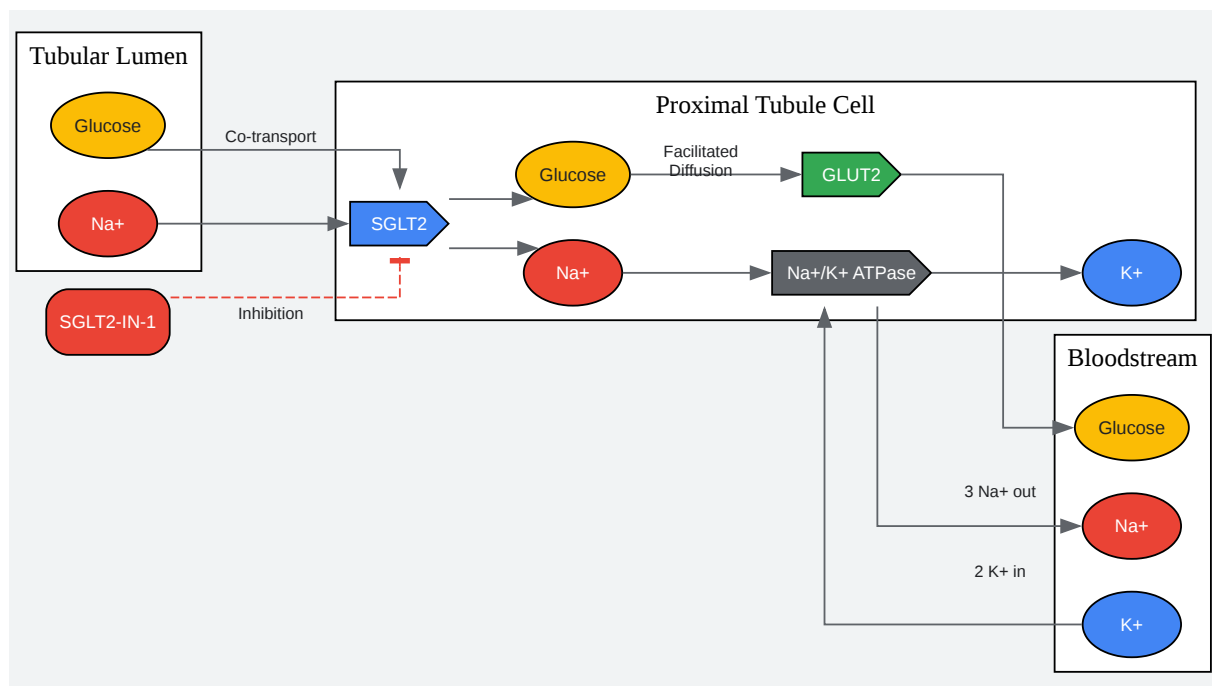 Tubular Lumen
Glucose
Na+
SGLT2-IN-1
Co-transport
Inhibition
Proximal Tubule Cell
SGLT2
Glucose
Na+
Facilitated
Diffusion
GLUT2
Na+/K+ ATPase
K+
Bloodstream
Glucose
3 Na+ out
Na+
2 K+ in
K+